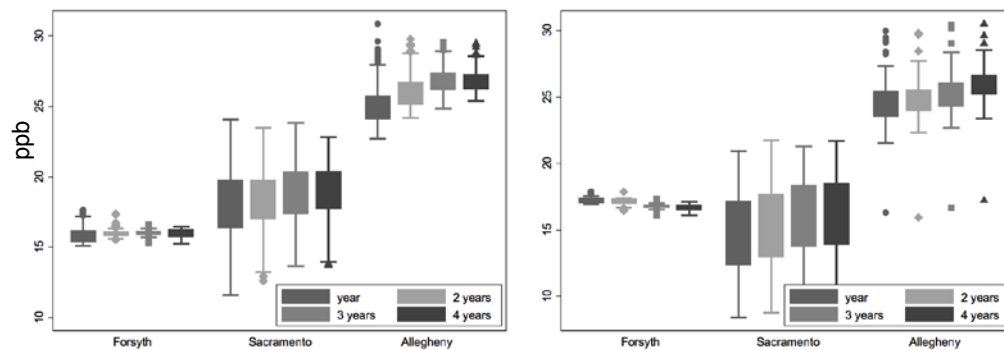 ppb
30
25
20
15
10
year
2 years
3 years
4 years
Forsyth
Sacramento
Allegheny
30
25
20
15
10
year
2 years
3 years
4 years
Forsyth
Sacramento
Allegheny